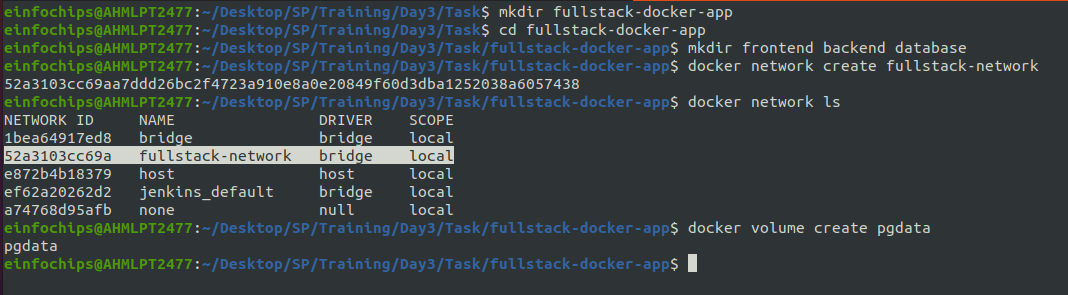 einfochips@AHMLPT2477:~/Desktop/SP/Training/Day3/Task$ mkdir fullstack-docker-app
einfochips@AHMLPT2477:~/Desktop/SP/Training/Day3/Task$ cd fullstack-docker-app
einfochips@AHMLPT2477:~/Desktop/SP/Training/Day3/Task/fullstack-docker-app$ mkdir frontend backend database
einfochips@AHMLPT2477:~/Desktop/SP/Training/Day3/Task/fullstack-docker-app$ docker network create fullstack-network
52a3103cc69aa7ddd26bc2f4723a910e8a0e20849f60d3dba1252038a6057438
einfochips@AHMLPT2477:~/Desktop/SP/Training/Day3/Task/fullstack-docker-app$ docker network ls
NETWORK ID     NAME                DRIVER    SCOPE
1bea64917ed8   bridge              bridge    local
52a3103cc69a   fullstack-network   bridge    local
e872b4b18379   host                host      local
ef62a20262d2   jenkins_default     bridge    local
a74768d95afb   none                null      local
einfochips@AHMLPT2477:~/Desktop/SP/Training/Day3/Task/fullstack-docker-app$ docker volume create pgdata
pgdata
einfochips@AHMLPT2477:~/Desktop/SP/Training/Day3/Task/fullstack-docker-app$